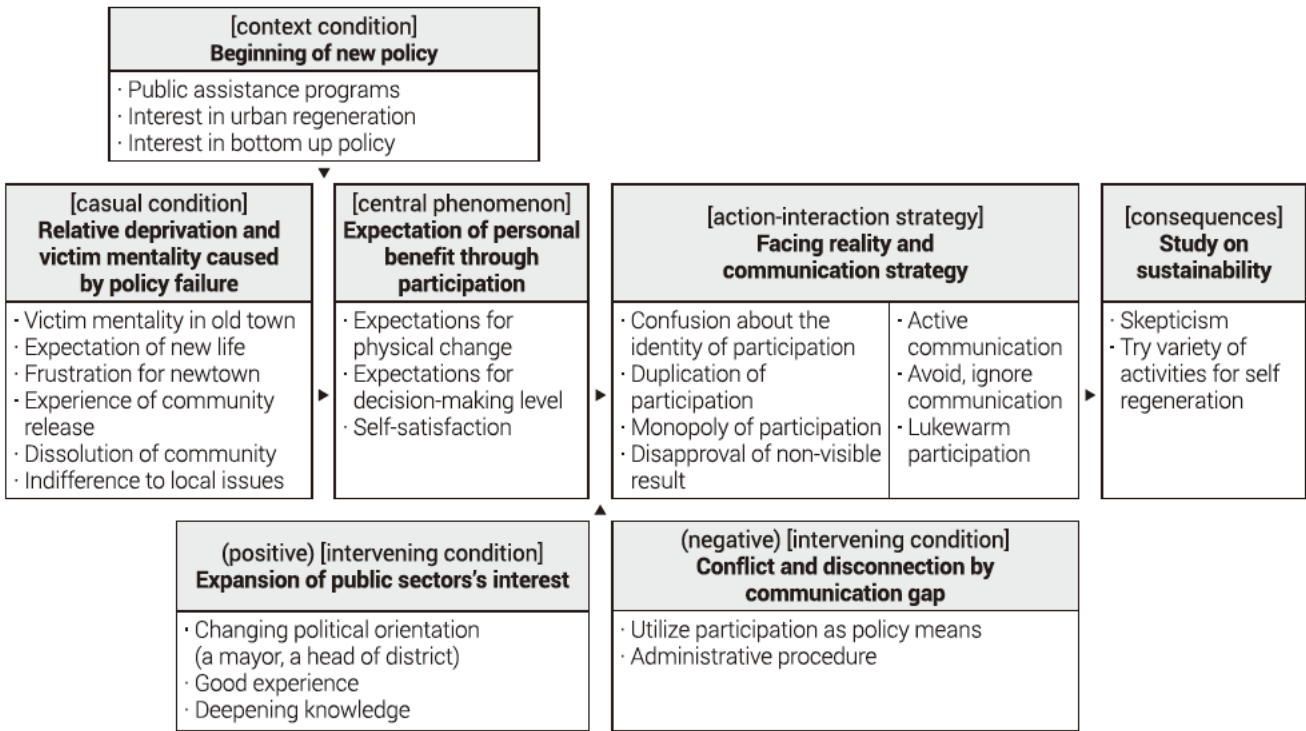 [context condition]
Beginning of new policy
· Public assistance programs
· Interest in urban regeneration
· Interest in bottom up policy
[casual condition]
Relative deprivation and
victim mentality caused
by policy failure
· Victim mentality in old town
· Expectation of new life
· Frustration for newtown
· Experience of community
release
· Dissolution of community
· Indifference to local issues
[central phenomenon]
Expectation of personal
benefit through
participation
· Expectations for
physical change
· Expectations for
decision-making level
· Self-satisfaction
[action-interaction strategy]
Facing reality and
communication strategy
· Confusion about the
identity of participation
· Duplication of
participation
· Monopoly of participation
· Disapproval of non-visible
result
· Active
communication
· Avoid, ignore
communication
· Lukewarm
participation
[consequences]
Study on
sustainability
· Skepticism
· Try variety of
activities for self
regeneration
(positive) [intervening condition]
Expansion of public sectors's interest
· Changing political orientation
(a mayor, a head of district)
· Good experience
· Deepening knowledge
(negative) [intervening condition]
Conflict and disconnection by
communication gap
· Utilize participation as policy means
· Administrative procedure